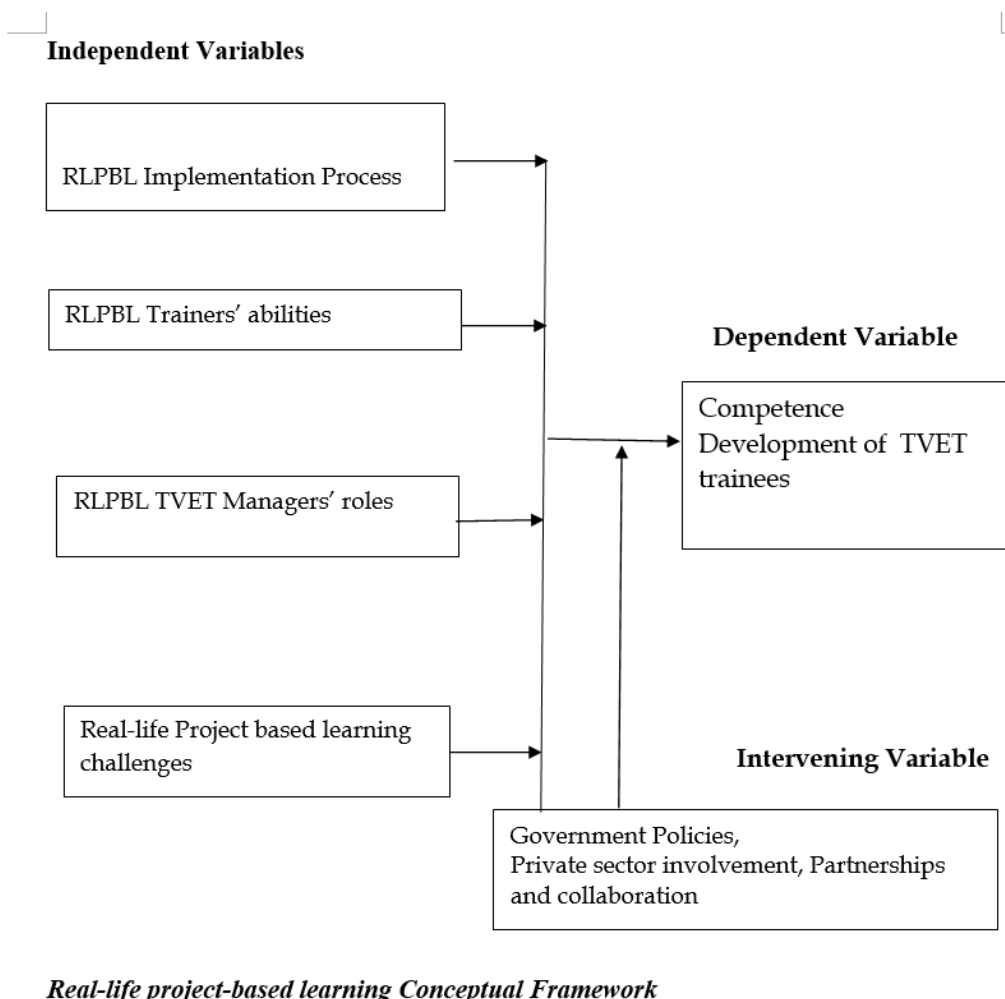 Independent Variables
RLPBL Implementation Process
RLPBL Trainers’ abilities
Dependent Variable
Competence
Development of TVET
trainees
RLPBL TVET Managers’ roles
Real-life Project based learning
challenges
Intervening Variable
Government Policies,
Private sector involvement, Partnerships
and collaboration
Real-life project-based learning Conceptual Framework